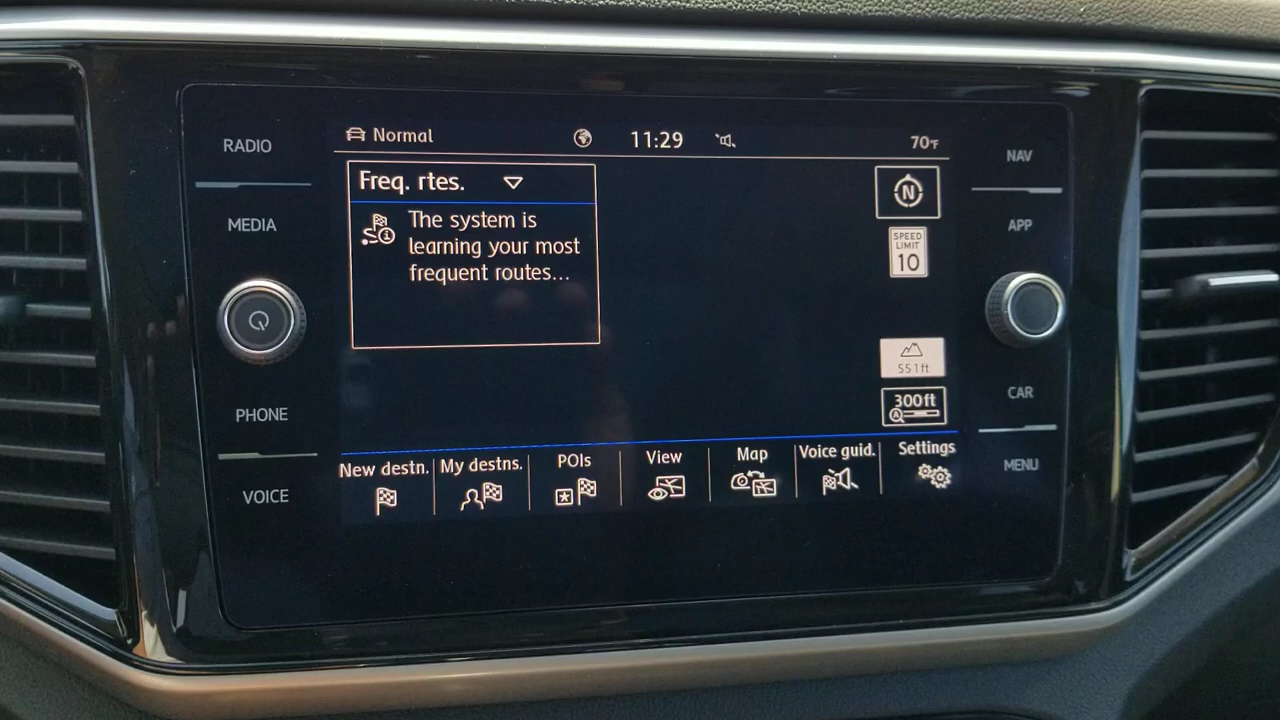 RADIO
MEDIA
PHONE
VOICE
Normal
11:29
70°F
Freq. rtes.
The system is
learning your most
frequent routes...
N
SPEED
LIMIT
10
551ft
300ft
A
New destn.
My destns.
POIs
View
Map
Voice guid.
Settings
NAV
APP
CAR
MENU